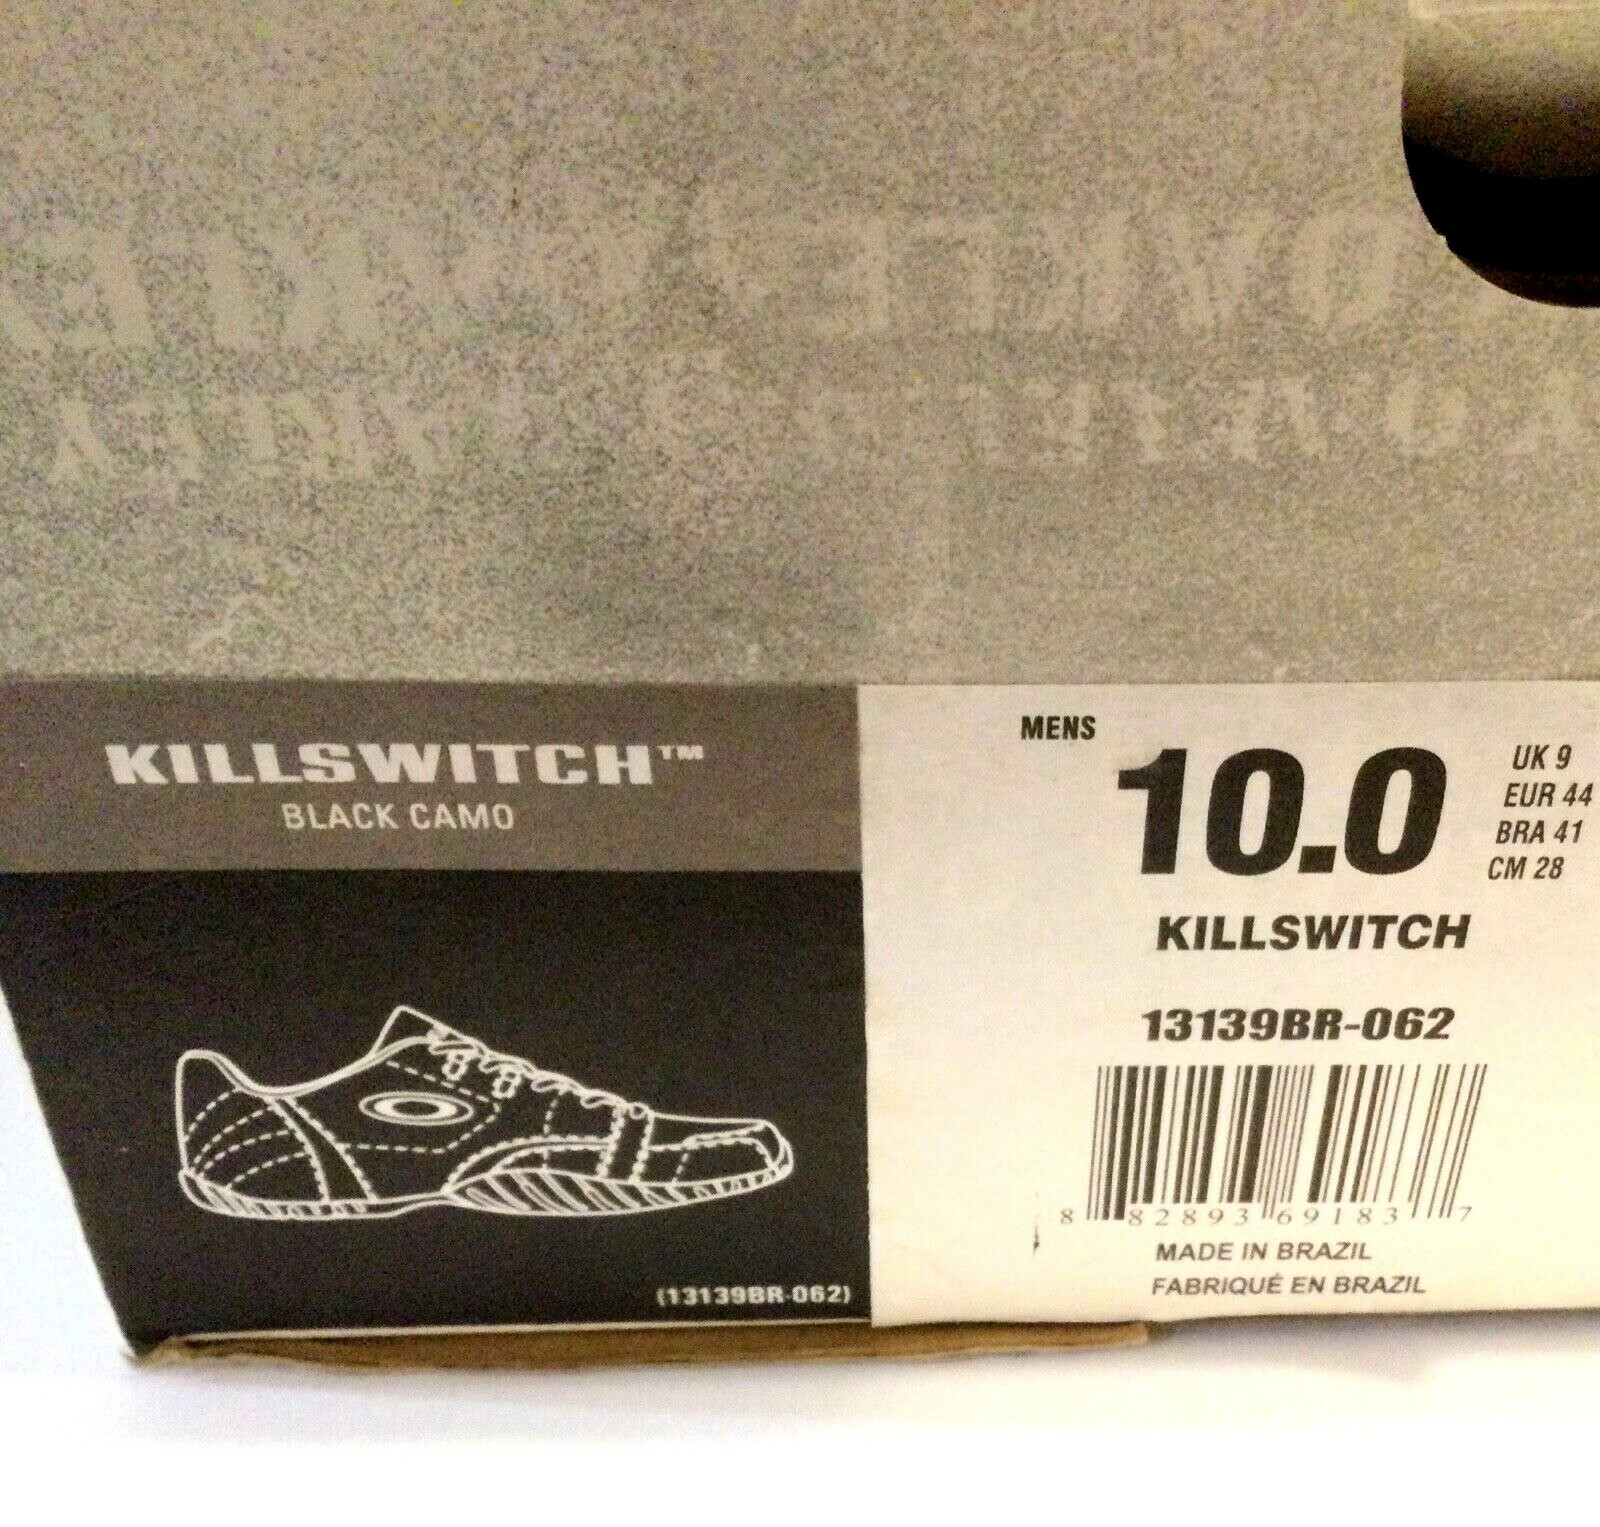 KILLSWITCH™
BLACK CAMO
(13139BR-062)
MENS
10.0
UK 9
EUR 44
BRA 41
CM 28
KILLSWITCH
13139BR-062
8 82893 69183 7
MADE IN BRAZIL
FABRIQUÉ EN BRAZIL